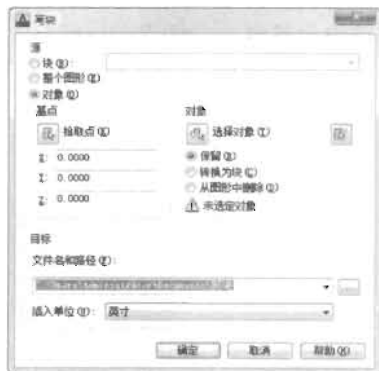 写块
源
块(B):
整个图形(E)
对象(O)
基点
拾取点(K)
X: 0.0000
Y: 0.0000
Z: 0.0000
对象
选择对象(T)
保留(R)
转换为块(C)
从图形中删除(D)
未选定对象
目标
文件名和路径(F):
插入单位(U): 英寸
确定 取消 帮助(H)